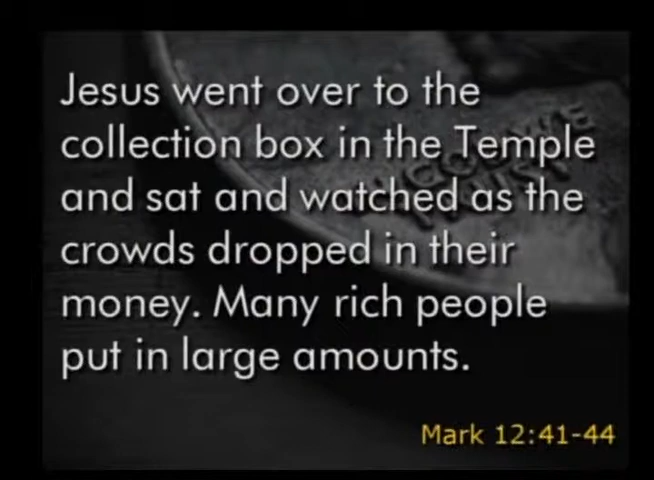 Jesus went over to the
collection box in the Temple
and sat and watched as the
crowds dropped in their
money. Many rich people
put in large amounts.
Mark 12:41-44